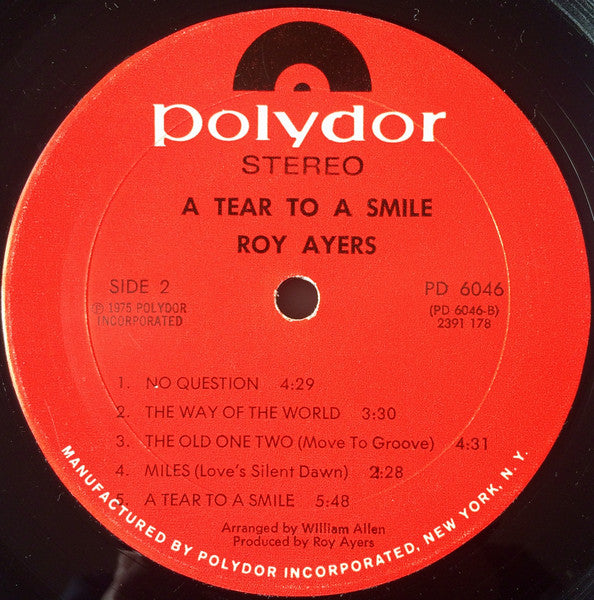 polydor
STEREO
A TEAR TO A SMILE
ROY AYERS
SIDE 2
℗ 1975 POLYDOR
INCORPORATED
PD 6046
(PD 6046-B)
2391 178
1. NO QUESTION 4:29
2. THE WAY OF THE WORLD 3:30
3. THE OLD ONE TWO (Move To Groove) 4:31
4. MILES (Love's Silent Dawn) 2:28
5. A TEAR TO A SMILE 5:48
Arranged by William Allen
Produced by Roy Ayers
MANUFACTURED BY POLYDOR INCORPORATED, NEW YORK, N. Y.